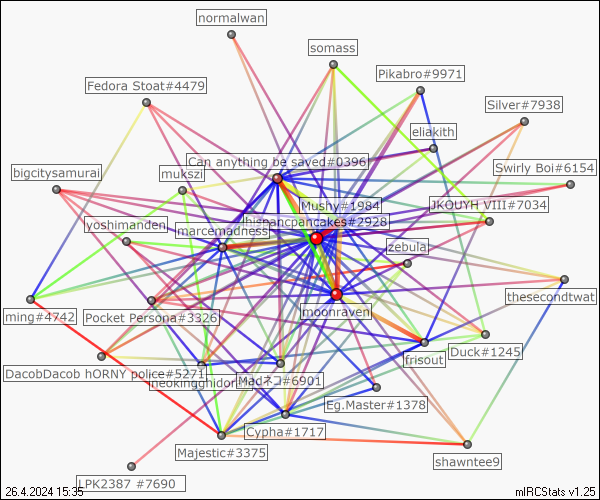 normalwan
somass
Pikabro#9971
Fedora Stoat#4479
Silver#7938
eliakith
Can anything be saved#0396
bigcitysamurai
mukszi
Swirly Boi#6154
Mushy#1984
JKOUYH VIII#7034
hispancpancakes#2928
yoshimanden
marcemadness
zebula
thesecondtwat
ming#4742
Pocket Persona#3326
moonraven
Duck#1245
frisout
DacobDacob hORNY police#5271
Madネコ#6901
Eg.Master#1378
Cypha#1717
Majestic#3375
shawntee9
LPK2387 #7690
26.4.2024 15:35
mIRCStats v1.25